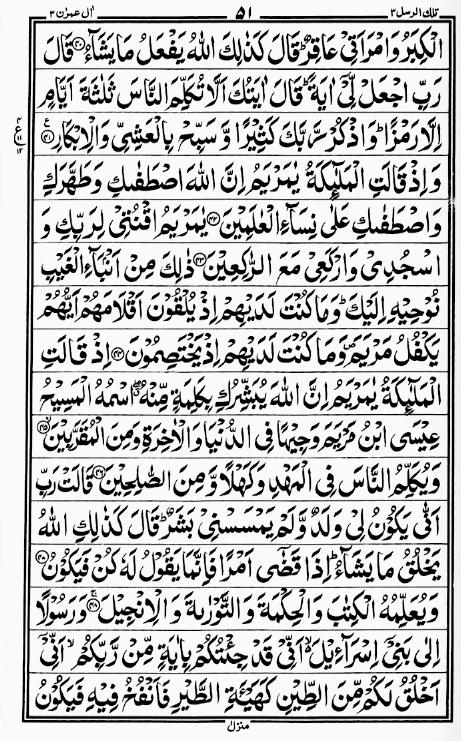 تلك الرسل ٣ ٥١ اٰل عمرٰن ٣
الْكِبَرُ وَامْرَاَتِیْ عَاقِرٌؕ قَالَ كَذٰلِكَ اللّٰهُ یَفْعَلُ مَا یَشَآءُ۝۴۰ قَالَ
رَبِّ اجْعَلْ لِّیْۤ اٰیَةًؕ قَالَ اٰیَتُكَ اَلَّا تُكَلِّمَ النَّاسَ ثَلٰثَةَ اَیَّامٍ
اِلَّا رَمْزًاؕ وَاذْكُرْ رَّبَّكَ كَثِیْرًا وَّسَبِّحْ بِالْعَشِیِّ وَالْاِبْكَارِ۝۴۱
وَاِذْ قَالَتِ الْمَلٰٓئِكَةُ یٰمَرْیَمُ اِنَّ اللّٰهَ اصْطَفٰىكِ وَطَهَّرَكِ
وَاصْطَفٰىكِ عَلٰی نِسَآءِ الْعٰلَمِیْنَ۝۴۲ یٰمَرْیَمُ اقْنُتِیْ لِرَبِّكِ وَ
اسْجُدِیْ وَارْكَعِیْ مَعَ الرّٰكِعِیْنَ۝۴۳ ذٰلِكَ مِنْ اَنْۢبَآءِ الْغَیْبِ
نُوْحِیْهِ اِلَیْكَؕ وَمَا كُنْتَ لَدَیْهِمْ اِذْ یُلْقُوْنَ اَقْلَامَهُمْ اَیُّهُمْ
یَكْفُلُ مَرْیَمَ۪ وَمَا كُنْتَ لَدَیْهِمْ اِذْ یَخْتَصِمُوْنَ۝۴۴ اِذْ قَالَتِ
الْمَلٰٓئِكَةُ یٰمَرْیَمُ اِنَّ اللّٰهَ یُبَشِّرُكِ بِكَلِمَةٍ مِّنْهُ ۖۗ اسْمُهُ الْمَسِیْحُ
عِیْسَی ابْنُ مَرْیَمَ وَجِیْهًا فِی الدُّنْیَا وَالْاٰخِرَةِ وَمِنَ الْمُقَرَّبِیْنَۙ۝۴۵
وَیُكَلِّمُ النَّاسَ فِی الْمَهْدِ وَكَهْلًا وَّمِنَ الصّٰلِحِیْنَ۝۴۶ قَالَتْ رَبِّ
اَنّٰی یَكُوْنُ لِیْ وَلَدٌ وَّلَمْ یَمْسَسْنِیْ بَشَرٌؕ قَالَ كَذٰلِكِ اللّٰهُ
یَخْلُقُ مَا یَشَآءُؕ اِذَا قَضٰۤی اَمْرًا فَاِنَّمَا یَقُوْلُ لَهٗ كُنْ فَیَكُوْنُ۝۴۷
وَیُعَلِّمُهُ الْكِتٰبَ وَالْحِكْمَةَ وَالتَّوْرٰىةَ وَالْاِنْجِیْلَۚ۝۴۸ وَرَسُوْلًا
اِلٰی بَنِیْۤ اِسْرَآءِیْلَ ۙ۬ اَنِّیْ قَدْ جِئْتُكُمْ بِاٰیَةٍ مِّنْ رَّبِّكُمْ ۙ اَنِّیْۤ
اَخْلُقُ لَكُمْ مِّنَ الطِّیْنِ كَهَیْئَةِ الطَّیْرِ فَاَنْفُخُ فِیْهِ فَیَكُوْنُ
منزل